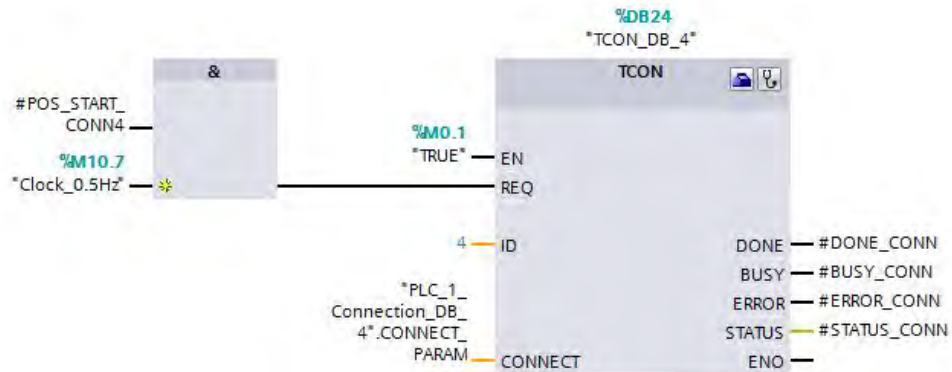 %DB24
"TCON_DB_4"
&
TCON
#POS_START_
CONN4
%M10.7
"Clock_0.5Hz"
%M0.1
"TRUE"
EN
REQ
4
ID
"PLC_1_
Connection_DB_
4".CONNECT_
PARAM
CONNECT
DONE
#DONE_CONN
BUSY
#BUSY_CONN
ERROR
#ERROR_CONN
STATUS
#STATUS_CONN
ENO